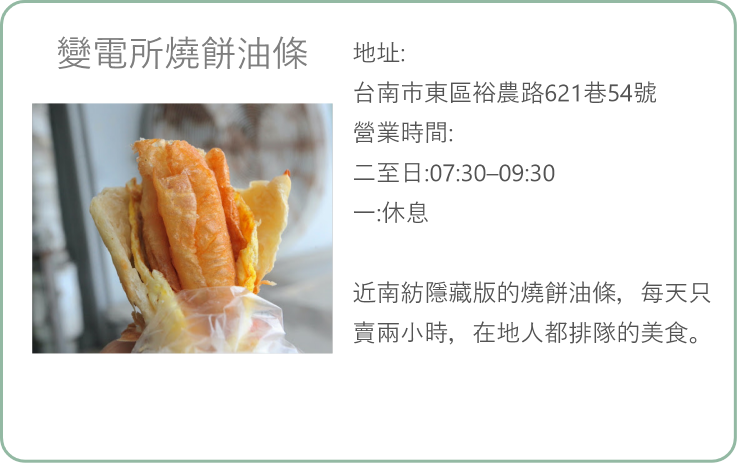 變電所燒餅油條
地址:
台南市東區裕農路621巷54號
營業時間:
二至日:07:30–09:30
一:休息
近南紡隱藏版的燒餅油條，每天只
賣兩小時，在地人都排隊的美食。